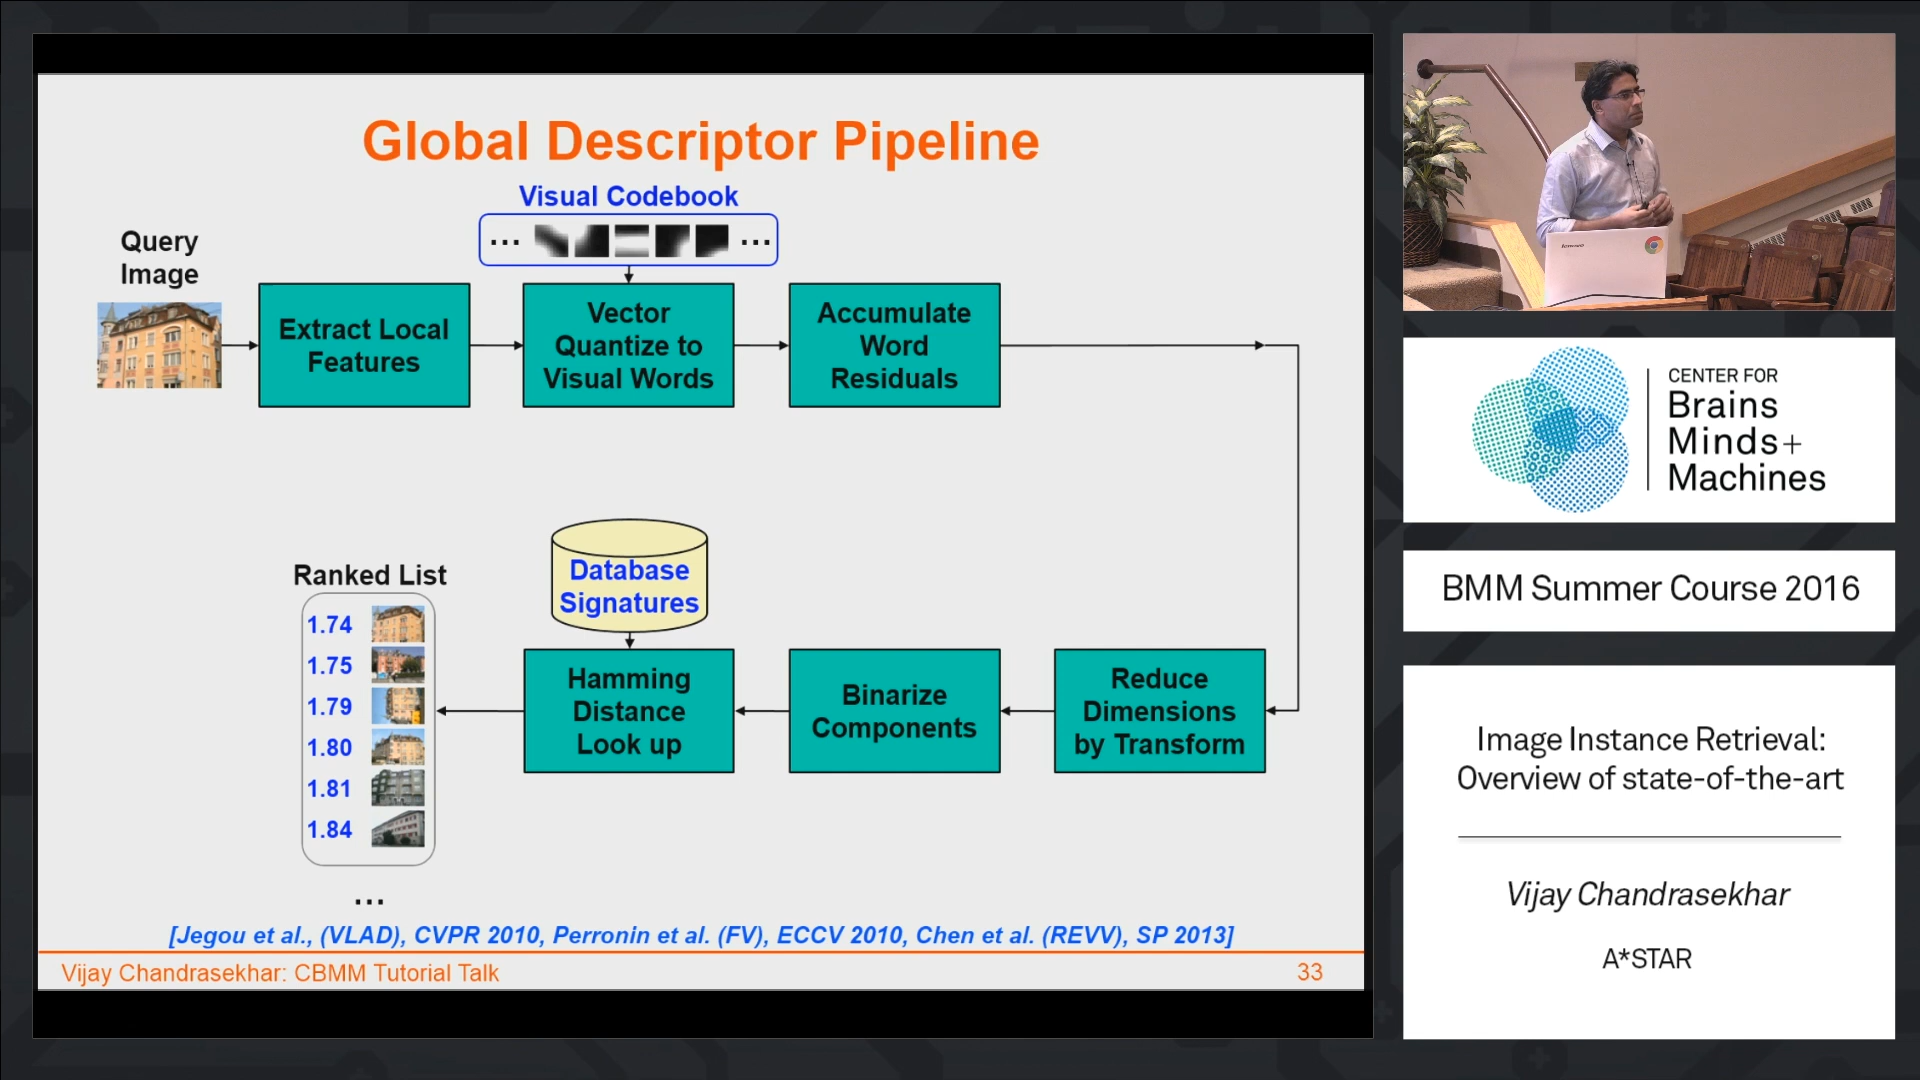 Global Descriptor Pipeline
Visual Codebook
... ...
Query
Image
Extract Local
Features
Vector
Quantize to
Visual Words
Accumulate
Word
Residuals
Database
Signatures
Ranked List
1.74
1.75
1.79
1.80
1.81
1.84
...
Hamming
Distance
Look up
Binarize
Components
Reduce
Dimensions
by Transform
[Jegou et al., (VLAD), CVPR 2010, Perronin et al. (FV), ECCV 2010, Chen et al. (REVV), SP 2013]
Vijay Chandrasekhar: CBMM Tutorial Talk
33
lenovo
CENTER FOR
Brains
Minds+
Machines
BMM Summer Course 2016
Image Instance Retrieval:
Overview of state-of-the-art
Vijay Chandrasekhar
A*STAR